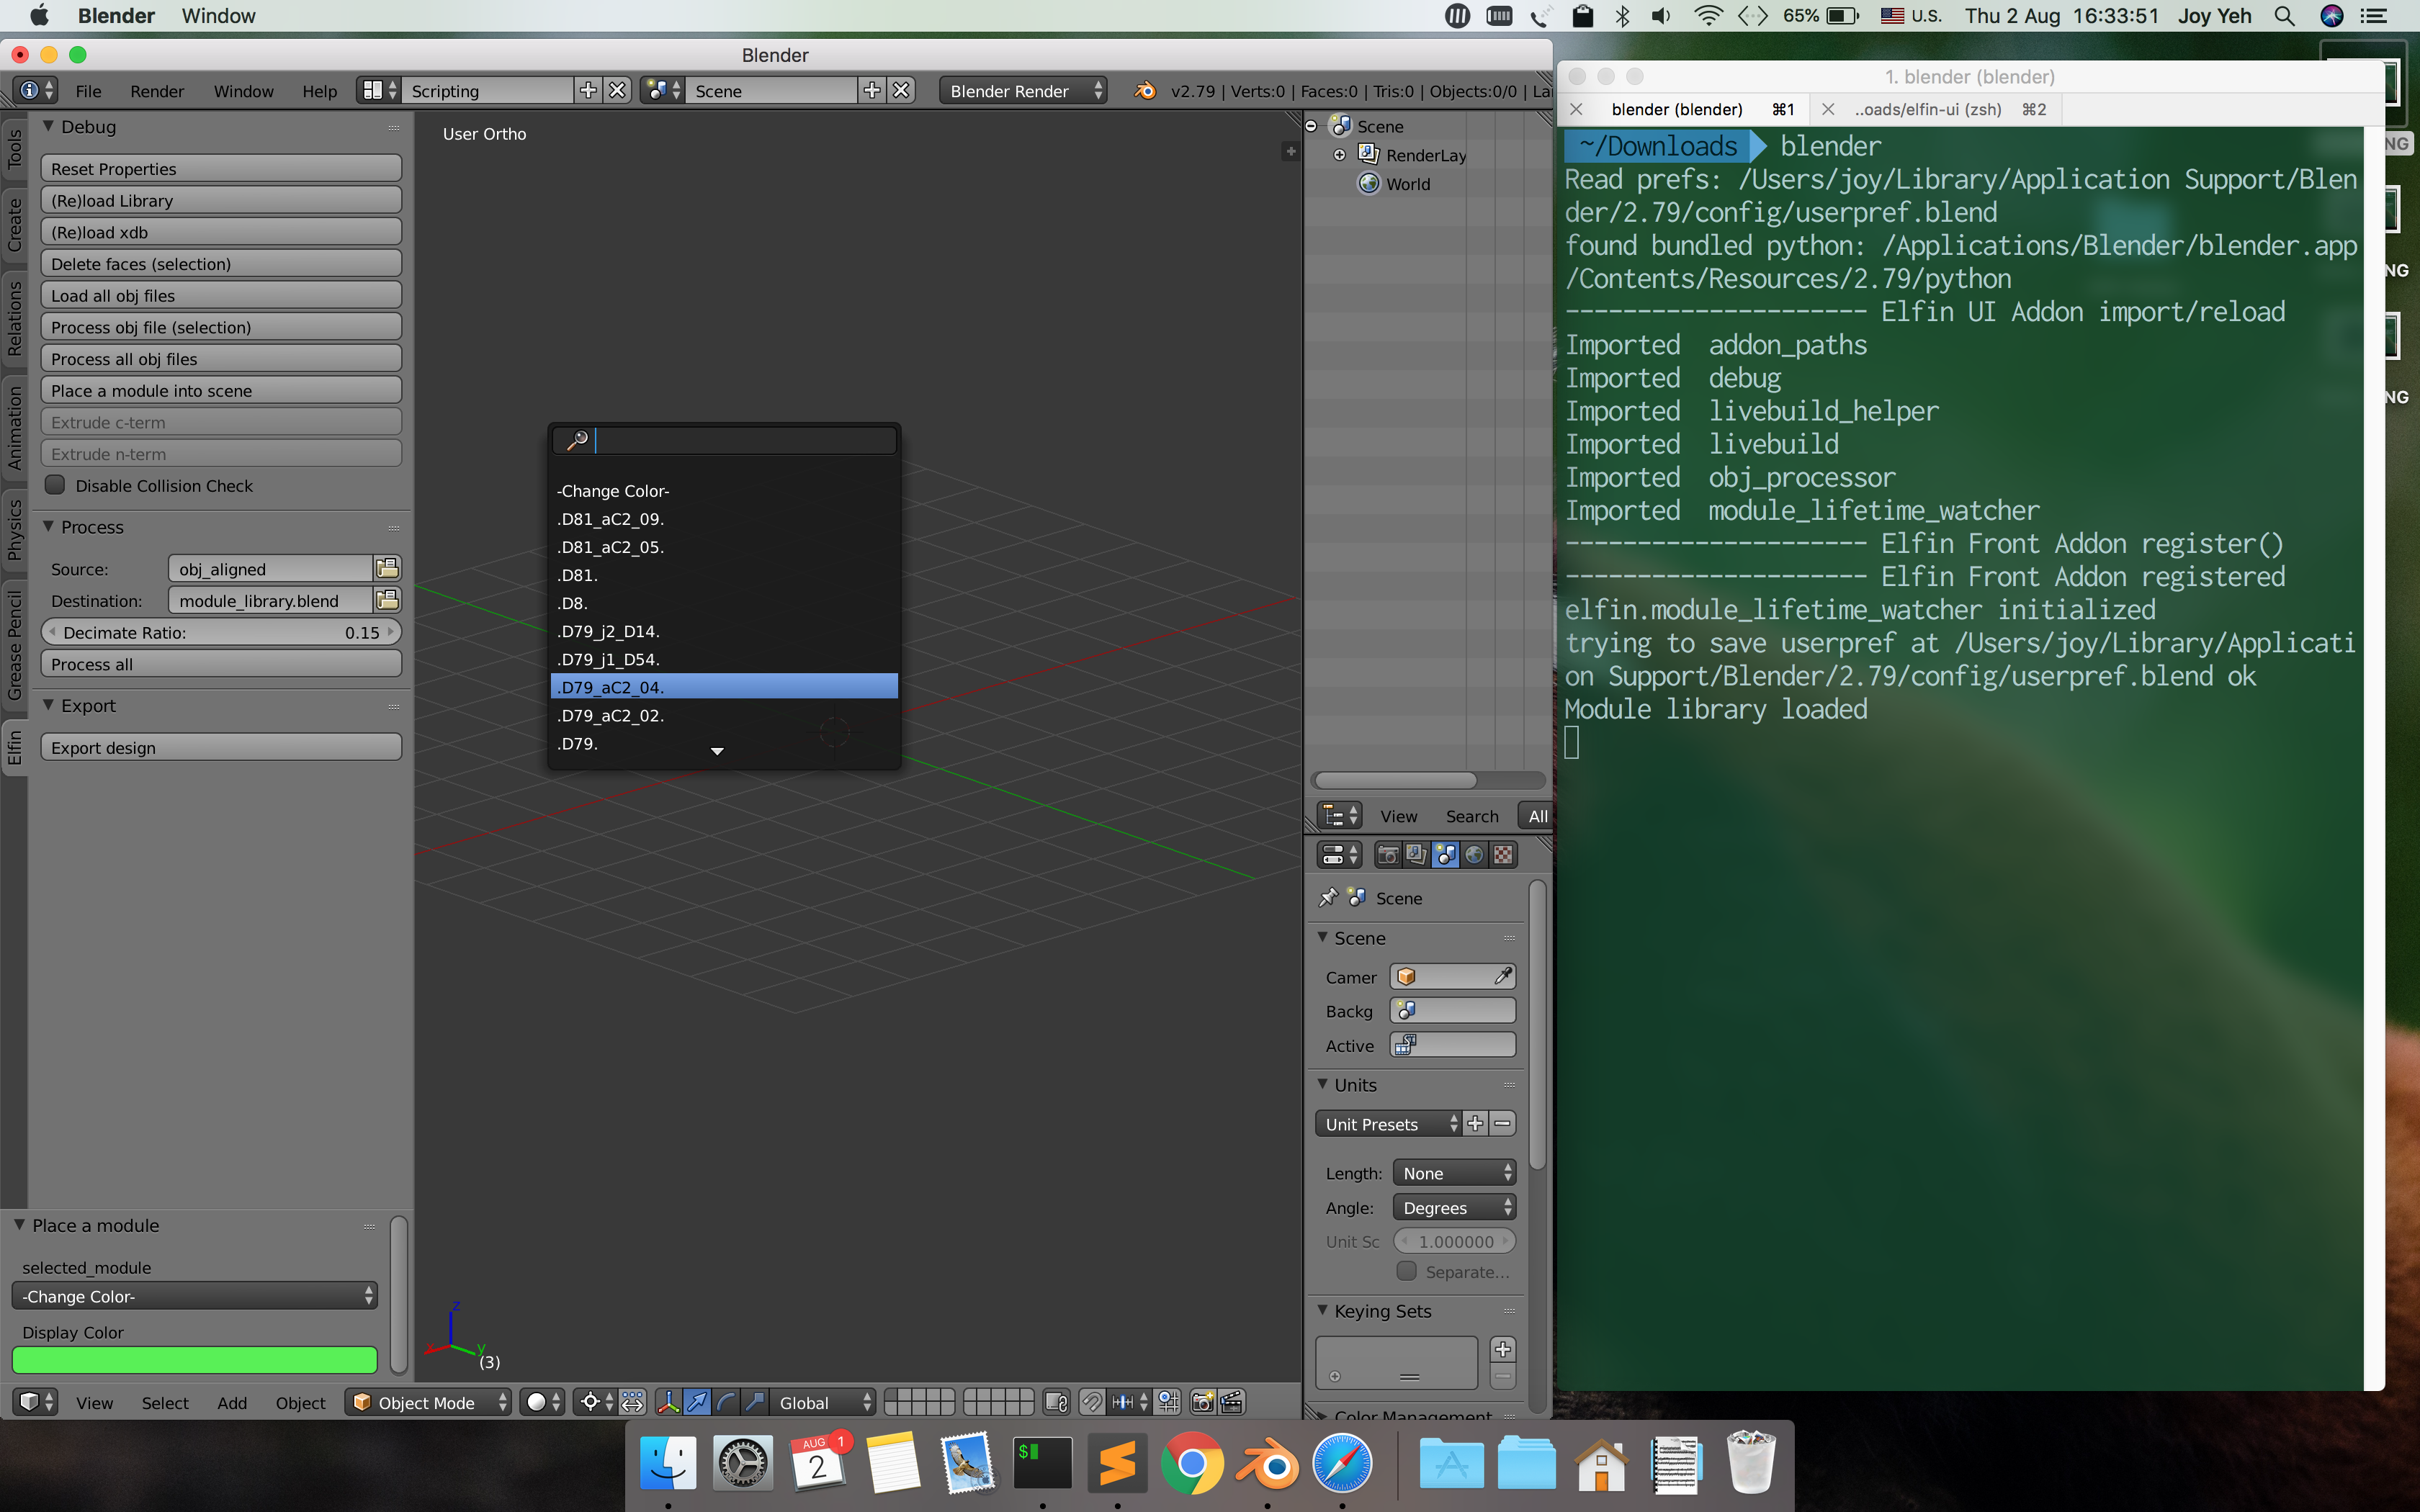 Blender Window
65% U.S. Thu 2 Aug 16:33:51 Joy Yeh
Blender
File Render Window Help Scripting Scene Blender Render v2.79 | Verts:0 | Faces:0 | Tris:0 | Objects:0/0 | La
Tools
Create
Relations
Animation
Physics
Grease Pencil
Elfin
Debug
Reset Properties
(Re)load Library
(Re)load xdb
Delete faces (selection)
Load all obj files
Process obj file (selection)
Process all obj files
Place a module into scene
Extrude c-term
Extrude n-term
Disable Collision Check
Process
Source: obj_aligned
Destination: module_library.blend
Decimate Ratio: 0.15
Process all
Export
Export design
Place a module
selected_module
-Change Color-
Display Color
User Ortho
-Change Color-
.D81_aC2_09.
.D81_aC2_05.
.D81.
.D8.
.D79_j2_D14.
.D79_j1_D54.
.D79_aC2_04.
.D79_aC2_02.
.D79.
z
x
y
(3)
View Select Add Object Object Mode Global
Scene
RenderLay
World
View Search All
Scene
Scene
Camer
Backg
Active
Units
Unit Presets
Length: None
Angle: Degrees
Unit Sc 1.000000
Separate...
Keying Sets
Color Management
1. blender (blender)
blender (blender) ⌘1 ..oads/elfin-ui (zsh) ⌘2
~/Downloads blender
Read prefs: /Users/joy/Library/Application Support/Blen
der/2.79/config/userpref.blend
found bundled python: /Applications/Blender/blender.app
/Contents/Resources/2.79/python
--------------------- Elfin UI Addon import/reload
Imported  addon_paths
Imported  debug
Imported  livebuild_helper
Imported  livebuild
Imported  obj_processor
Imported  module_lifetime_watcher
--------------------- Elfin Front Addon register()
--------------------- Elfin Front Addon registered
elfin.module_lifetime_watcher initialized
trying to save userpref at /Users/joy/Library/Applicati
on Support/Blender/2.79/config/userpref.blend ok
Module library loaded
NG
NG
NG
AUG
2
1
$